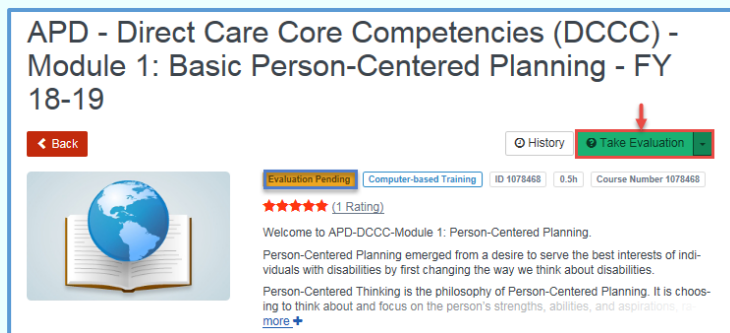 APD - Direct Care Core Competencies (DCCC) -
Module 1: Basic Person-Centered Planning - FY
18-19
Back
History
Take Evaluation
Evaluation Pending
Computer-based Training
ID 1078468
0.5h
Course Number 1078468
(1 Rating)
Welcome to APD-DCCC-Module 1: Person-Centered Planning.
Person-Centered Planning emerged from a desire to serve the best interests of indi-
viduals with disabilities by first changing the way we think about disabilities.
Person-Centered Thinking is the philosophy of Person-Centered Planning. It is choos-
ing to think about and focus on the person's strengths, abilities, and aspirations, ra-
more